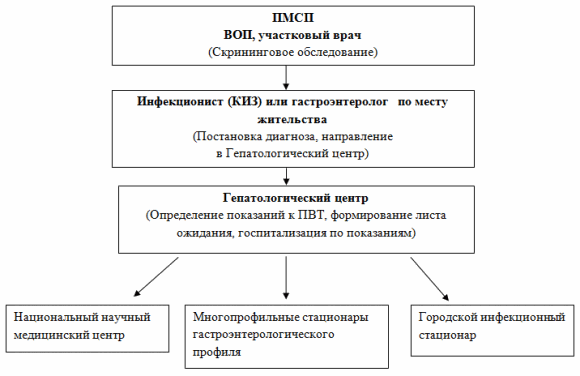 ПМСП
ВОП, участковый врач
(Скрининговое обследование)
Инфекционист (КИЗ) или гастроэнтеролог по месту
жительства
(Постановка диагноза, направление
в Гепатологический центр)
Гепатологический центр
(Определение показаний к ПВТ, формирование листа
ожидания, госпитализация по показаниям)
Национальный научный
медицинский центр
Многопрофильные стационары
гастроэнтерологического
профиля
Городской инфекционный
стационар